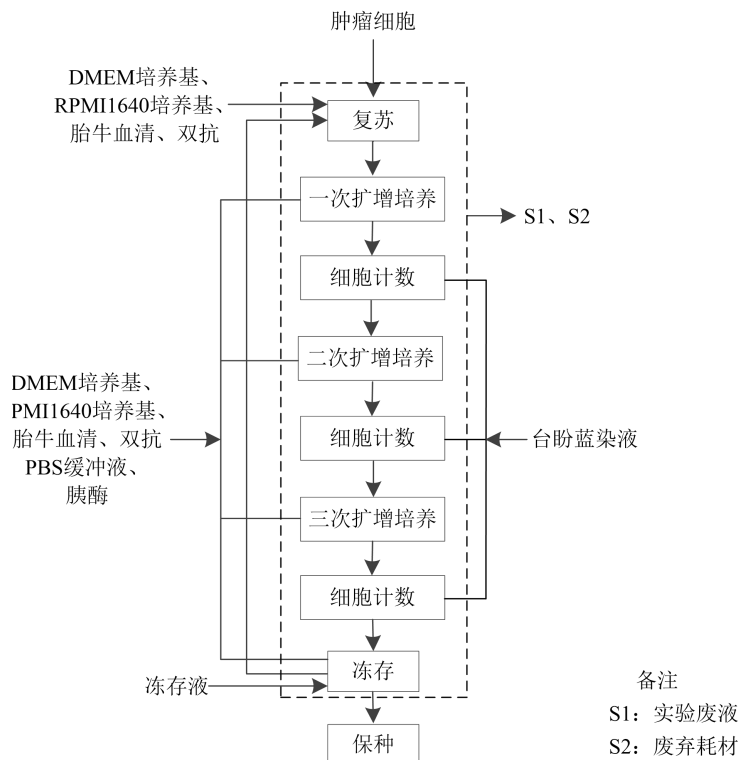 肿瘤细胞
DMEM培养基、
RPMI1640培养基、
胎牛血清、双抗
复苏
一次扩增培养
S1、S2
细胞计数
二次扩增培养
DMEM培养基、
PMI1640培养基、
胎牛血清、双抗
PBS缓冲液、
胰酶
细胞计数
台盼蓝染液
三次扩增培养
细胞计数
冻存
冻存液
保种
备注
S1：实验废液
S2：废弃耗材